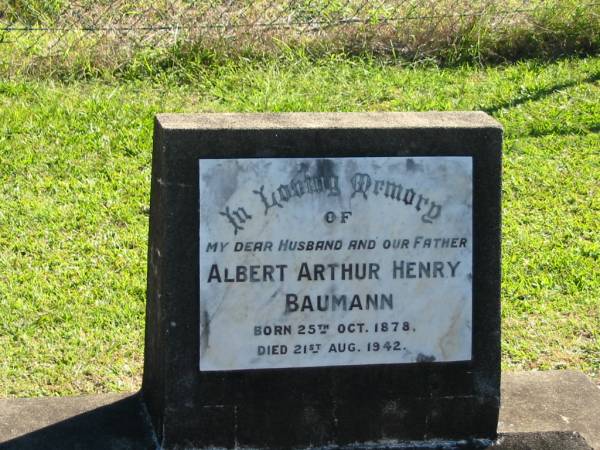 In Loving Memory
OF
MY DEAR HUSBAND AND OUR FATHER
ALBERT ARTHUR HENRY
BAUMANN
BORN 25TH OCT. 1878,
DIED 21ST AUG. 1942.